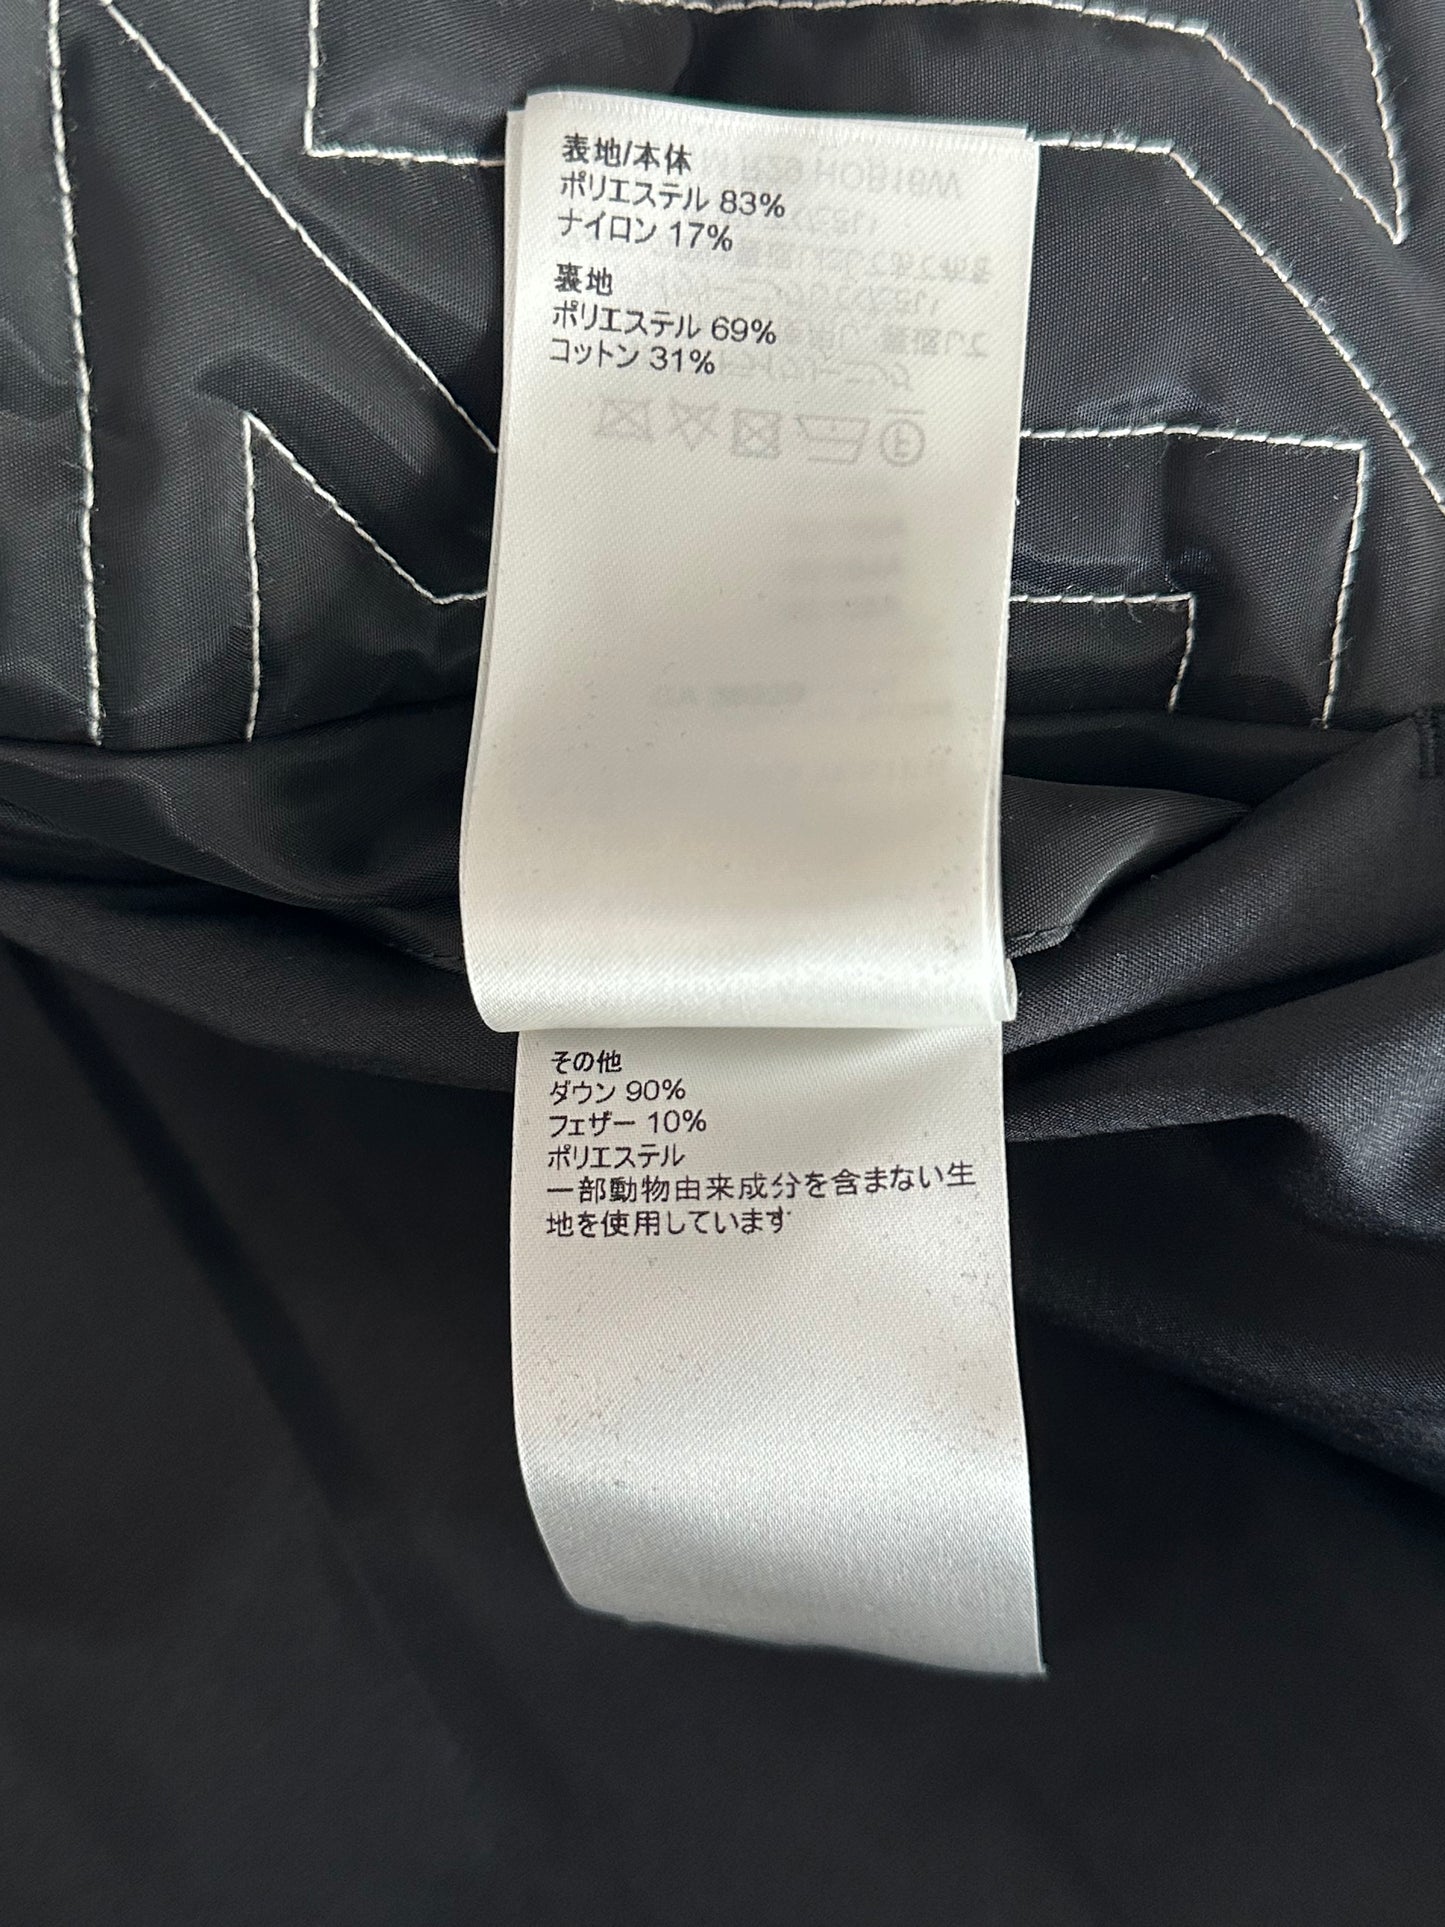 表地/本体
ポリエステル 83%
ナイロン 17%
裏地
ポリエステル 69%
コットン 31%
その他
ダウン 90%
フェザー 10%
ポリエステル
一部動物由来成分を含まない生
地を使用しています